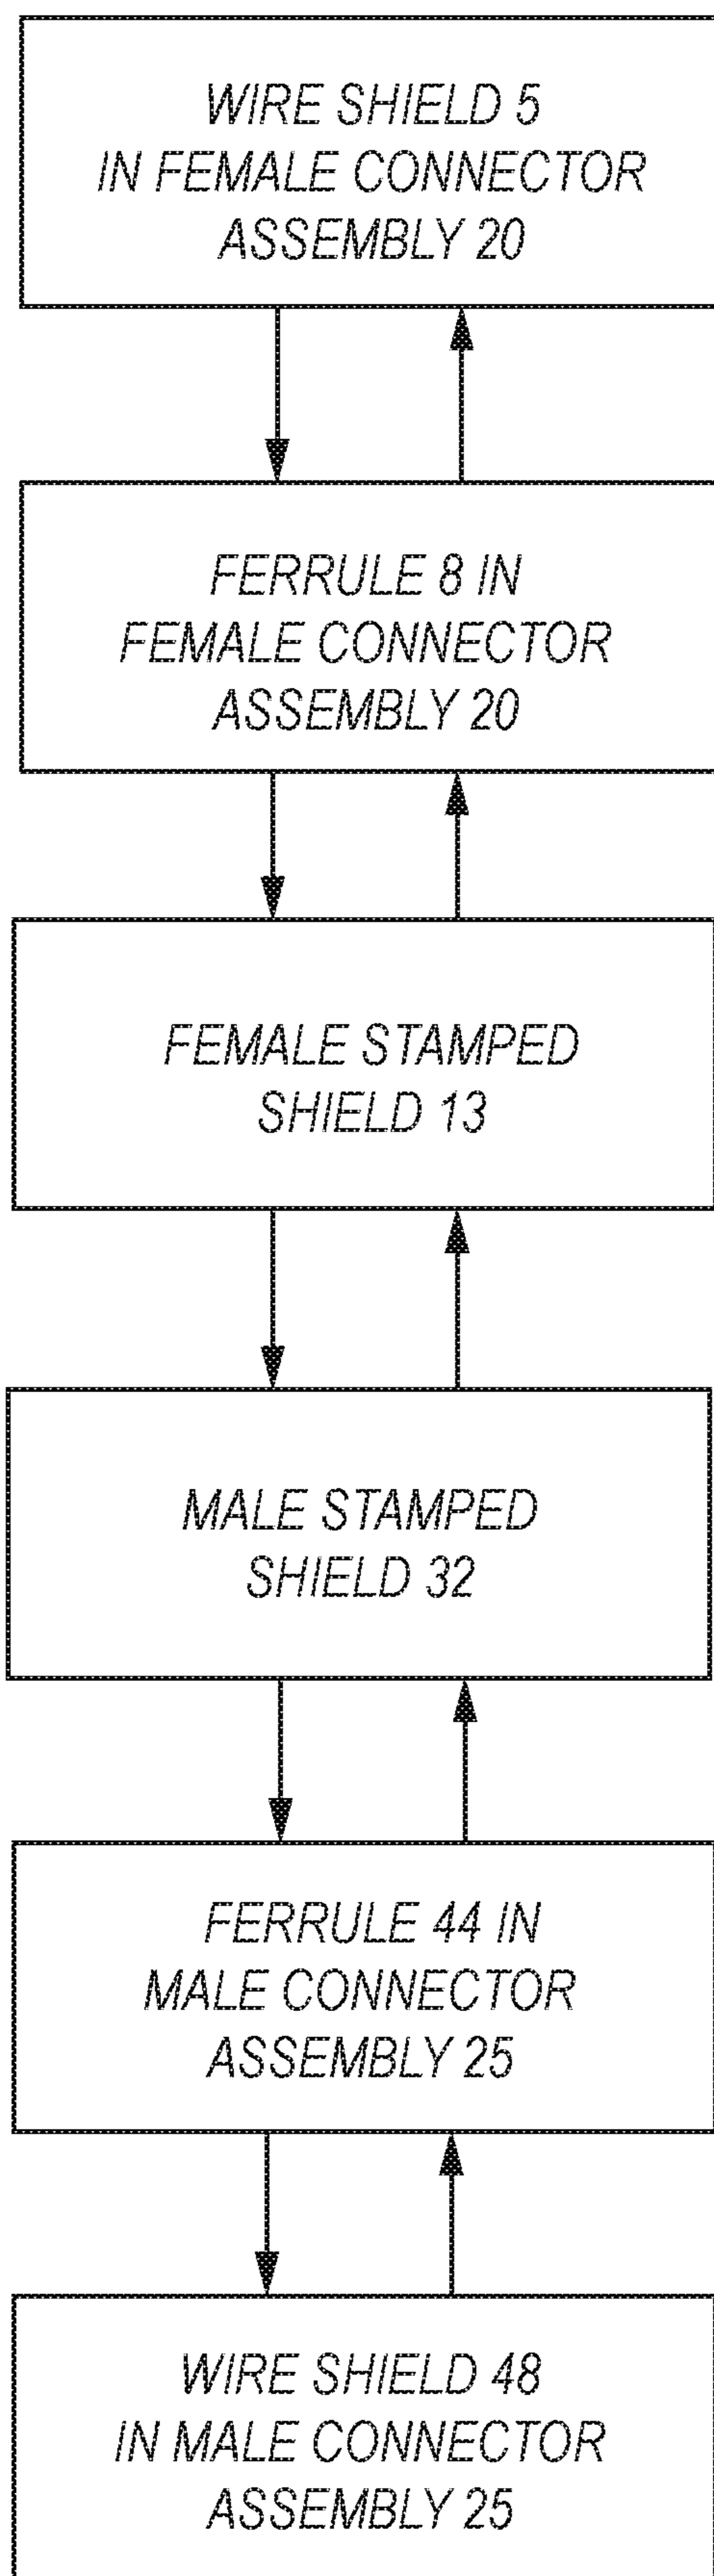 WIRE SHIELD 5
IN FEMALE CONNECTOR
ASSEMBLY 20
FERRULE 8 IN
FEMALE CONNECTOR
ASSEMBLY 20
FEMALE STAMPED
SHIELD 13
MALE STAMPED
SHIELD 32
FERRULE 44 IN
MALE CONNECTOR
ASSEMBLY 25
WIRE SHIELD 48
IN MALE CONNECTOR
ASSEMBLY 25